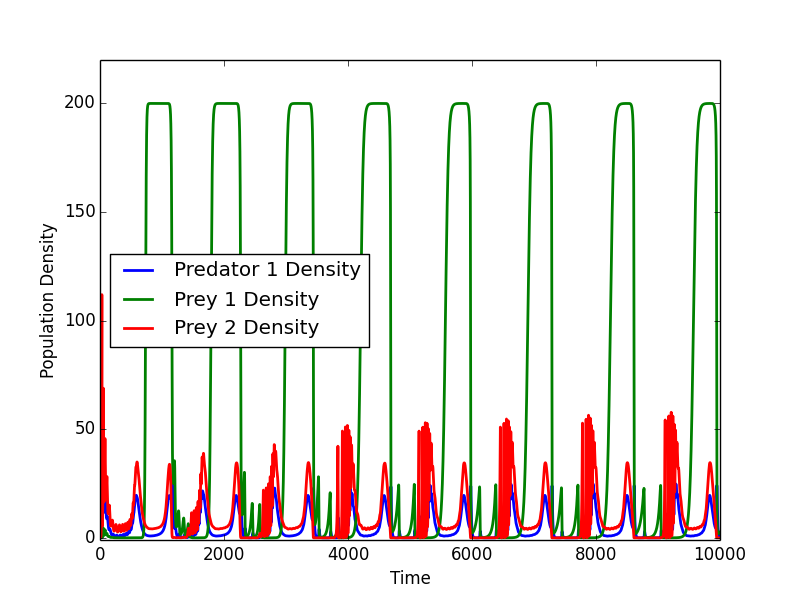 200
150
100
50
0
Population Density
Predator 1 Density
Prey 1 Density
Prey 2 Density
0 2000 4000 6000 8000 10000
Time